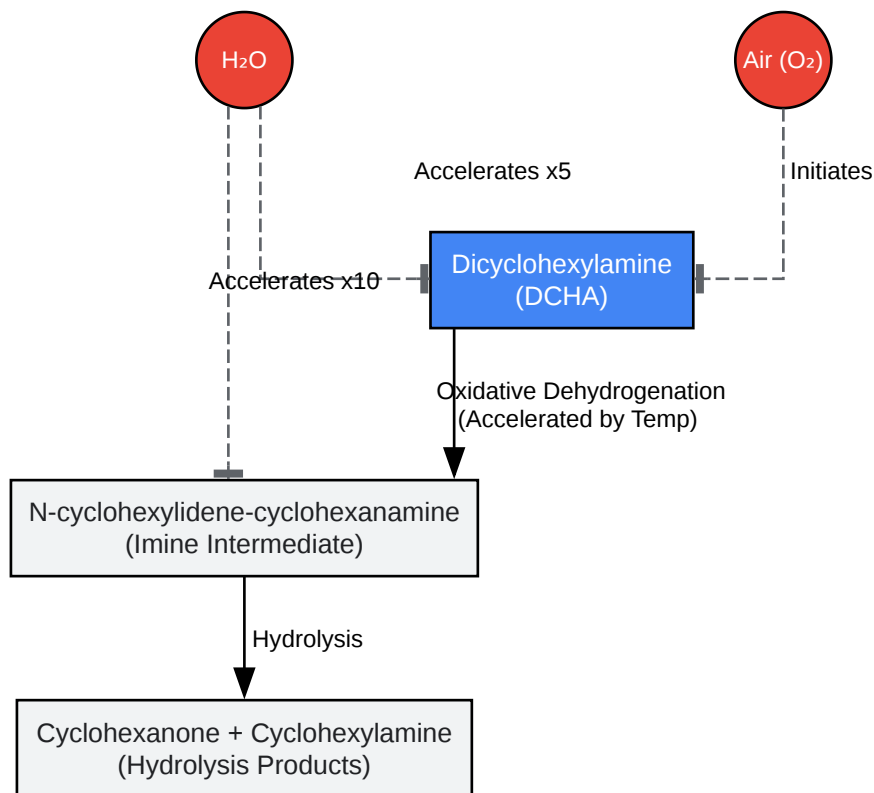 H₂O
Air (O₂)
Accelerates x5
Initiates
Dicyclohexylamine
(DCHA)
Accelerates x10
Oxidative Dehydrogenation
(Accelerated by Temp)
N-cyclohexylidene-cyclohexanamine
(Imine Intermediate)
Hydrolysis
Cyclohexanone + Cyclohexylamine
(Hydrolysis Products)